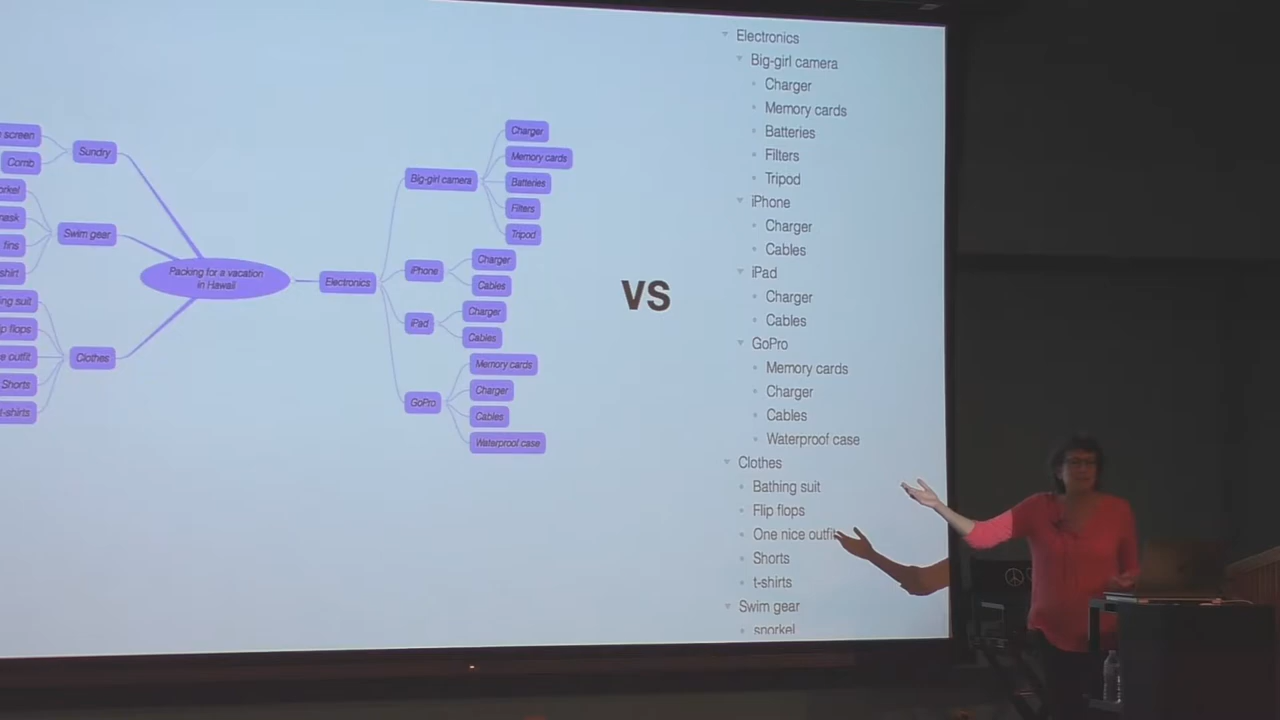 screen
Comb
mask
fins
suit
flops
outfit
Shorts
t-shirts
Sundry
Swim gear
Clothes
Packing for a vacation
in Hawaii
Electronics
Big-girl camera
Charger
Memory cards
Batteries
Filters
Tripod
iPhone
Charger
Cables
iPad
Charger
Cables
GoPro
Memory cards
Charger
Cables
Waterproof case
VS
Electronics
Big-girl camera
Charger
Memory cards
Batteries
Filters
Tripod
iPhone
Charger
Cables
iPad
Charger
Cables
GoPro
Memory cards
Charger
Cables
Waterproof case
Clothes
Bathing suit
Flip flops
One nice outfit
Shorts
t-shirts
Swim gear
snorkel